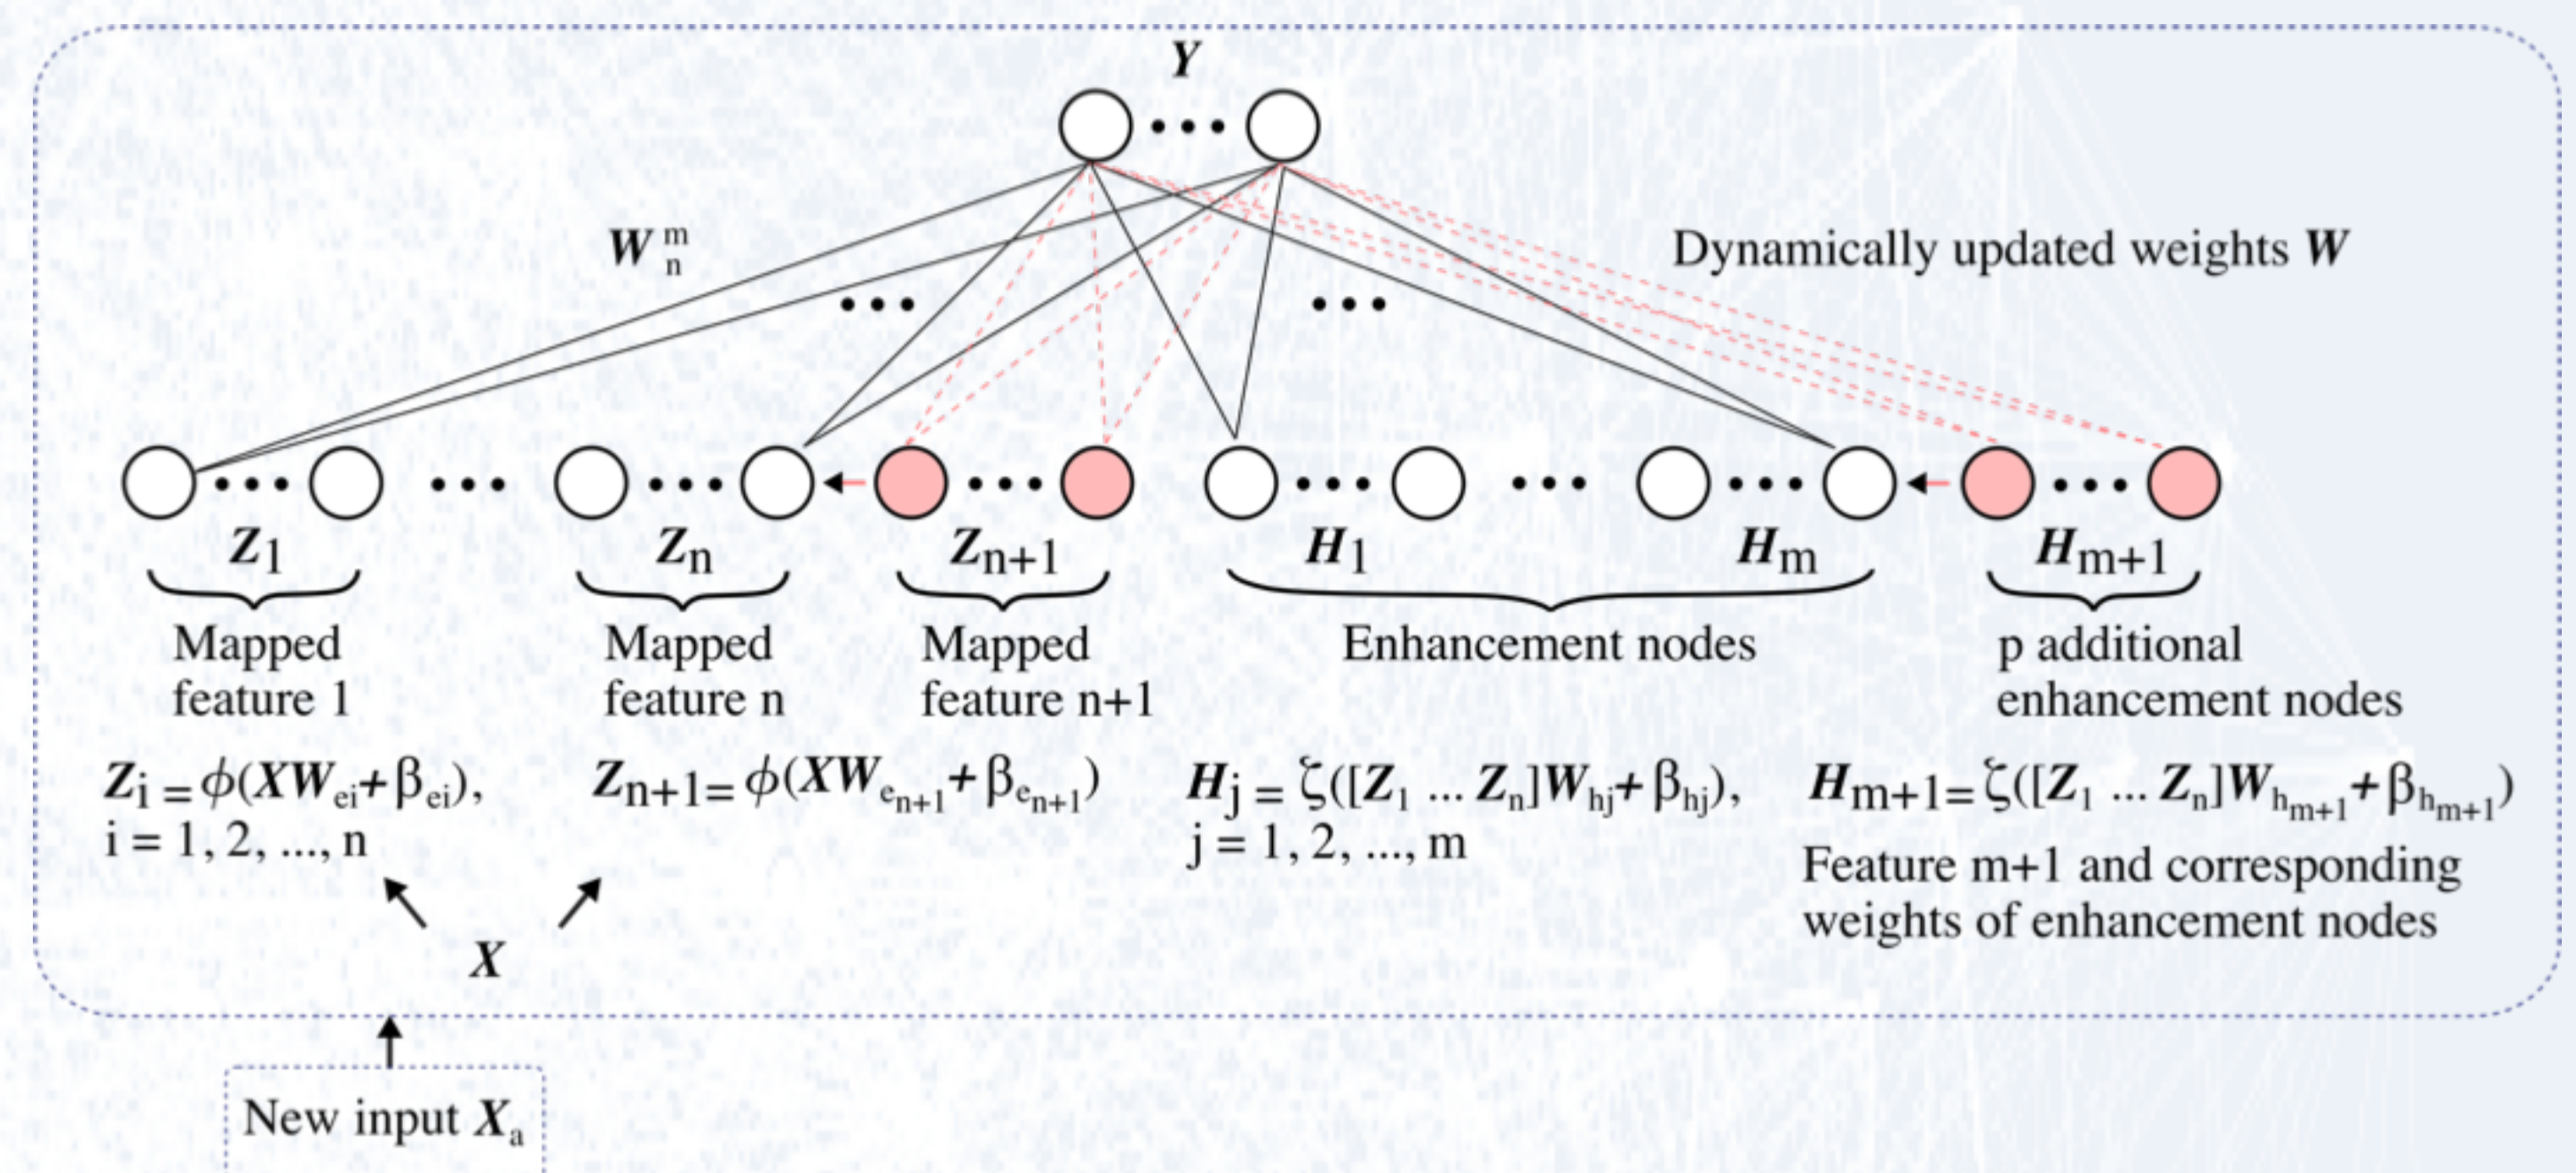 Y
W m n
Dynamically updated weights W
Z1 Zn Zn+1 H1 Hm Hm+1
Mapped feature 1
Mapped feature n
Mapped feature n+1
Enhancement nodes
p additional enhancement nodes
Zi = ϕ(XWei+βei),
i = 1, 2, ..., n
Zn+1= ϕ(XWen+1+βen+1)
Hj = ζ([Z1 ... Zn]Whj+βhj),
j = 1, 2, ..., m
Hm+1= ζ([Z1 ... Zn]Whm+1+βhm+1)
Feature m+1 and corresponding
weights of enhancement nodes
X
New input Xa